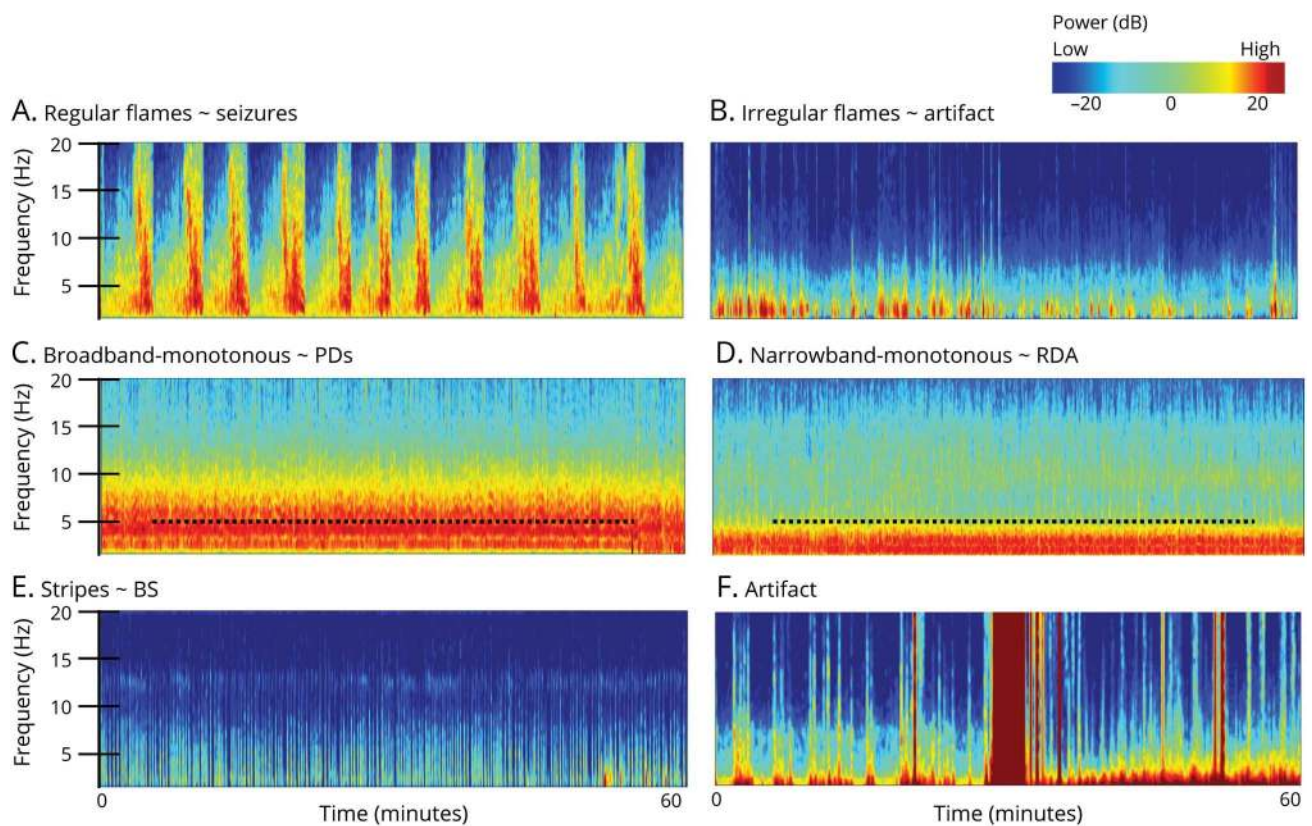 Power (dB)
Low High
−20 0 20
A. Regular flames ~ seizures
B. Irregular flames ~ artifact
20
15
10
5
Frequency (Hz)
C. Broadband-monotonous ~ PDs
D. Narrowband-monotonous ~ RDA
20
15
10
5
Frequency (Hz)
E. Stripes ~ BS
F. Artifact
20
15
10
5
Frequency (Hz)
0 60
Time (minutes)
0 60
Time (minutes)